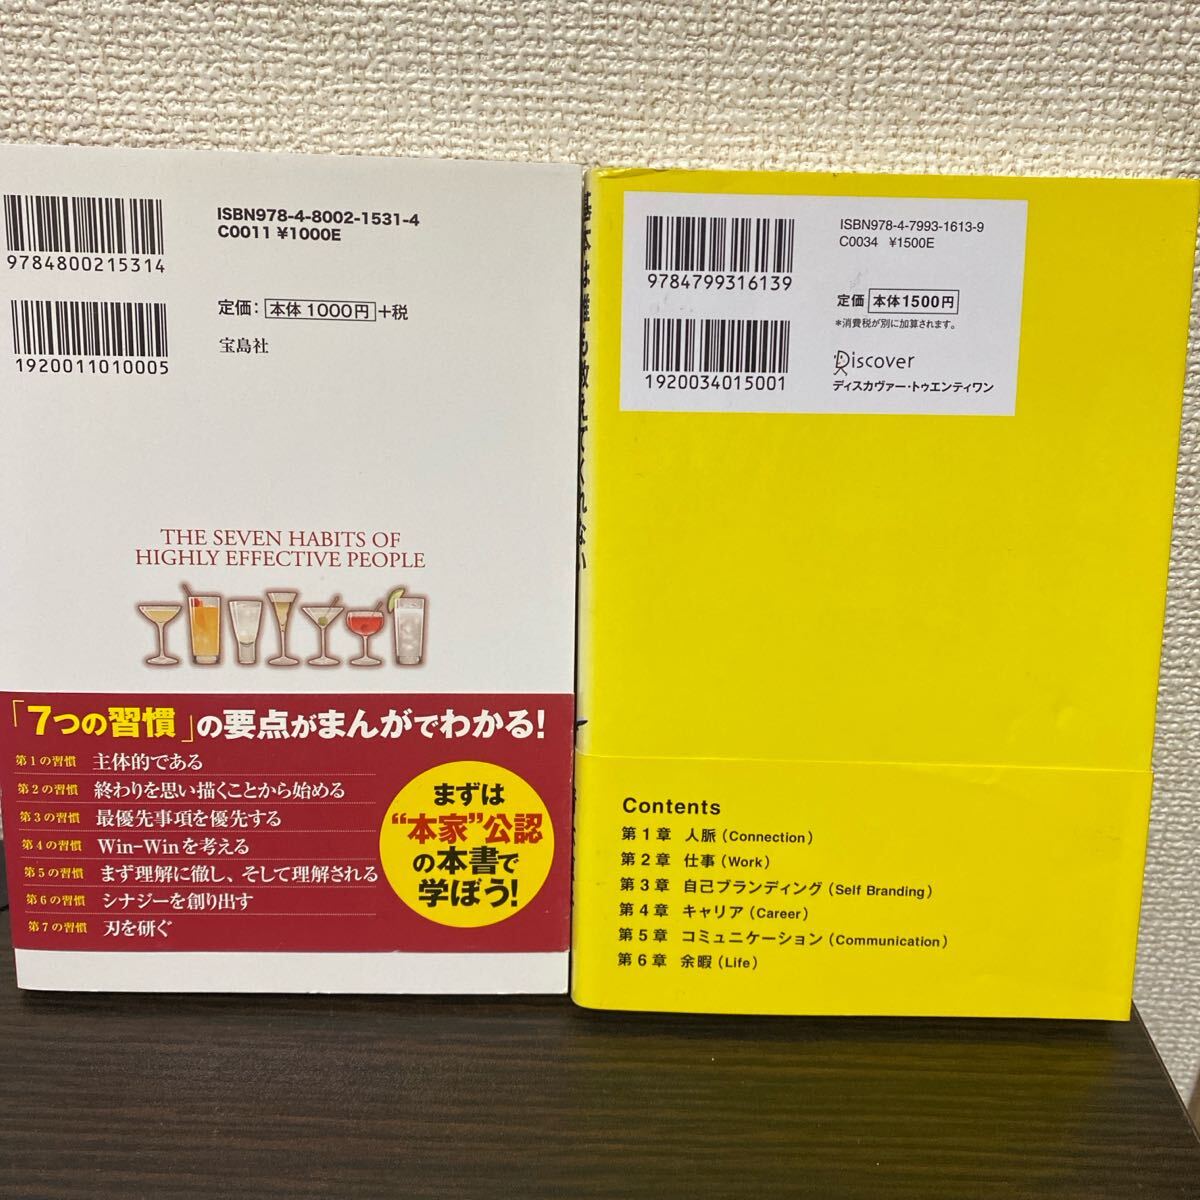 ISBN978-4-8002-1531-4
C0011 ¥1000E
9784800215314
定価：本体1000円+税
1920011010005
宝島社
THE SEVEN HABITS OF
HIGHLY EFFECTIVE PEOPLE
「7つの習慣」の要点がまんがでわかる！
第1の習慣 主体的である
第2の習慣 終わりを思い描くことから始める
第3の習慣 最優先事項を優先する
第4の習慣 Win-Winを考える
第5の習慣 まず理解に徹し、そして理解される
第6の習慣 シナジーを創り出す
第7の習慣 刃を研ぐ
まずは
“本家”公認
の本書で
学ぼう！
基本は誰も教えてくれない
ISBN978-4-7993-1613-9
C0034 ¥1500E
9784799316139
定価 本体1500円
*消費税が別に加算されます。
1920034015001
Discover
ディスカヴァー・トゥエンティワン
Contents
第1章 人脈（Connection）
第2章 仕事（Work）
第3章 自己ブランディング（Self Branding）
第4章 キャリア（Career）
第5章 コミュニケーション（Communication）
第6章 余暇（Life）